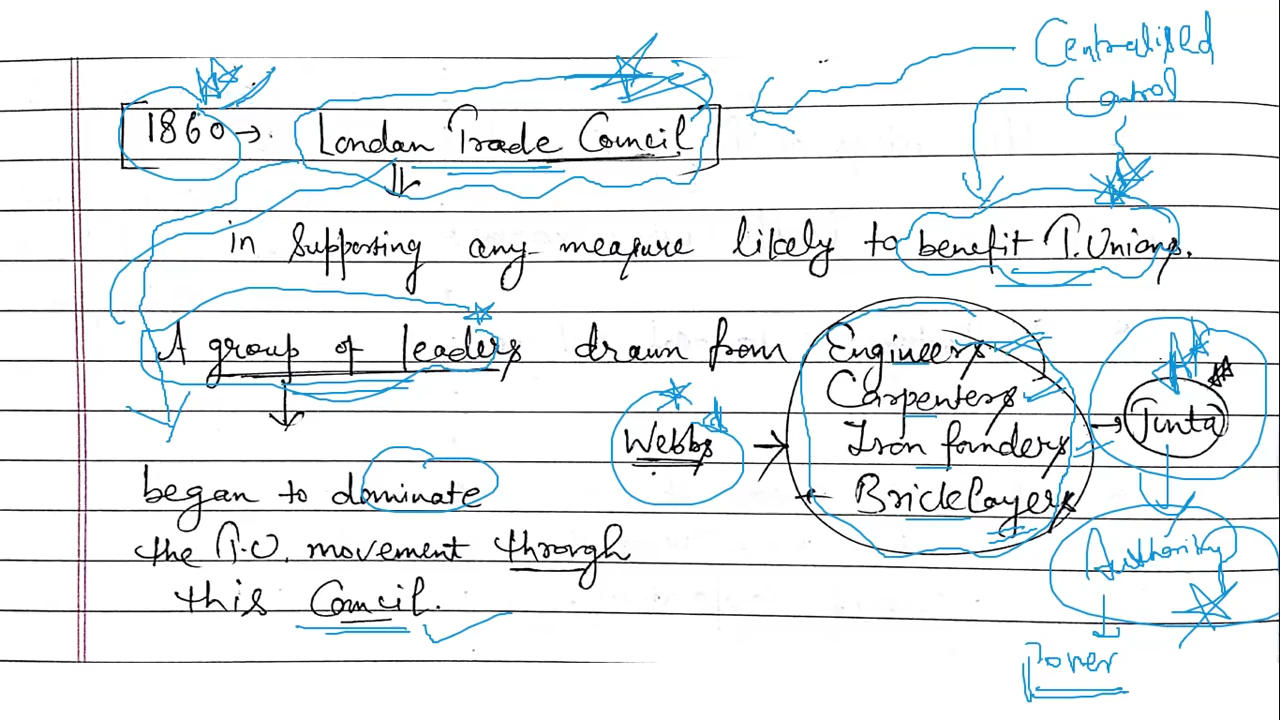 Centralised
Control
1860 → London Trade Council
in supporting any measure likely to benefit T. Unions.
A group of leaders drawn from Engineers
Carpenters
Webbs → Iron founders → Junta
+ Bricklayers
began to dominate
the T.U. movement through
this Council.
Authority
Power